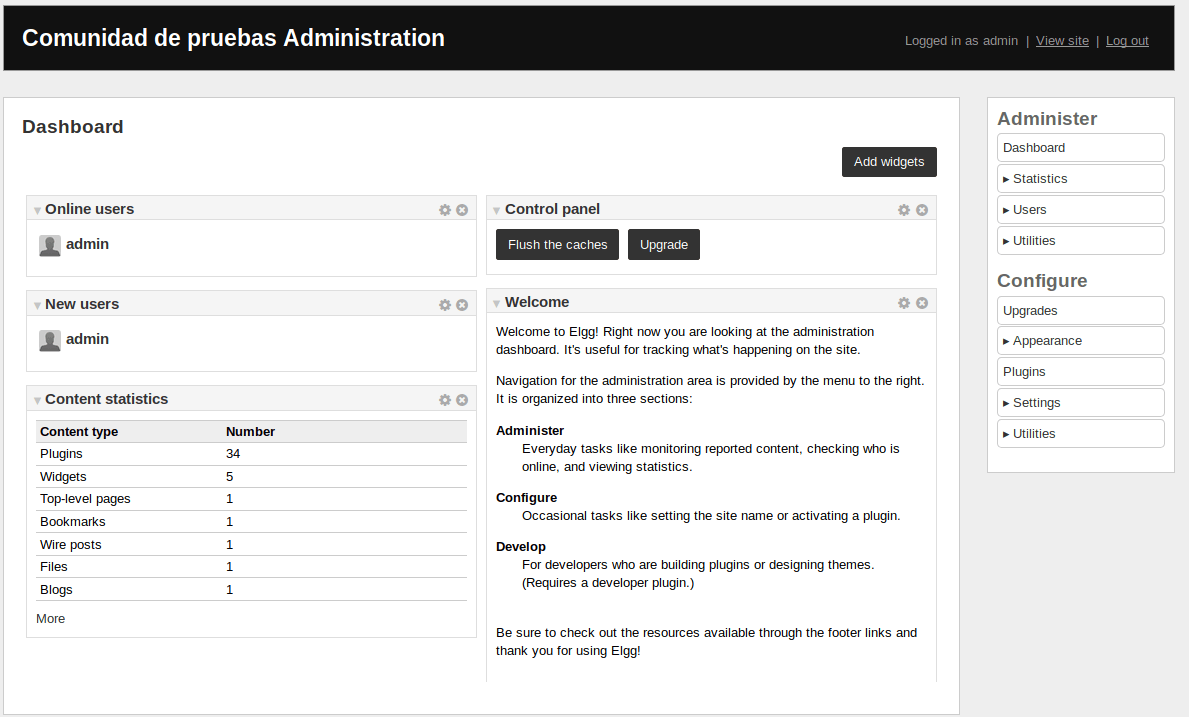 Comunidad de pruebas Administration
Logged in as admin | View site | Log out
Dashboard
Add widgets
Online users
admin
New users
admin
Content statistics
Content type Number
Plugins 34
Widgets 5
Top-level pages 1
Bookmarks 1
Wire posts 1
Files 1
Blogs 1
More
Control panel
Flush the caches Upgrade
Welcome
Welcome to Elgg! Right now you are looking at the administration
dashboard. It's useful for tracking what's happening on the site.
Navigation for the administration area is provided by the menu to the right.
It is organized into three sections:
Administer
Everyday tasks like monitoring reported content, checking who is
online, and viewing statistics.
Configure
Occasional tasks like setting the site name or activating a plugin.
Develop
For developers who are building plugins or designing themes.
(Requires a developer plugin.)
Be sure to check out the resources available through the footer links and
thank you for using Elgg!
Administer
Dashboard
▸ Statistics
▸ Users
▸ Utilities
Configure
Upgrades
▸ Appearance
Plugins
▸ Settings
▸ Utilities